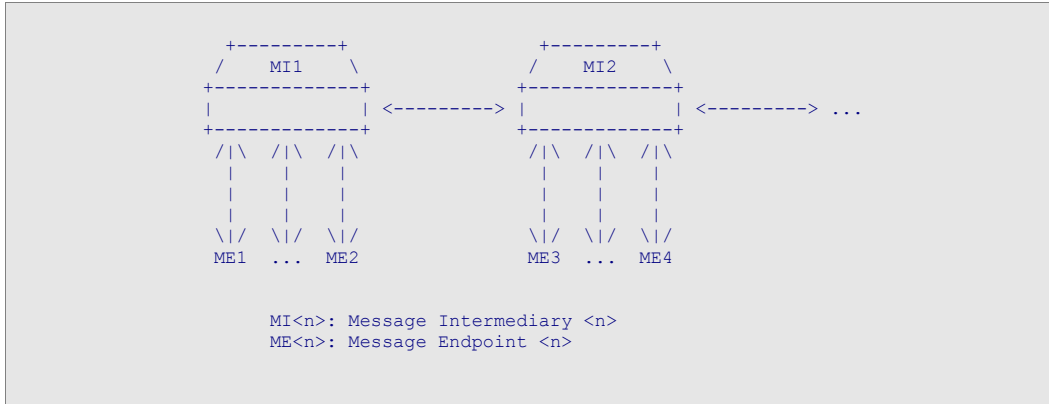 +---------+ +---------+
/ MI1 \ / MI2 \
+-------------+ +-------------+
| | <---------> | | <---------> ...
+-------------+ +-------------+
/|\ /|\ /|\ /|\ /|\ /|\
| | | | | |
| | | | | |
| | | | | |
\|/ \|/ \|/ \|/ \|/ \|/
ME1 ... ME2 ME3 ... ME4
MI<n>: Message Intermediary <n>
ME<n>: Message Endpoint <n>